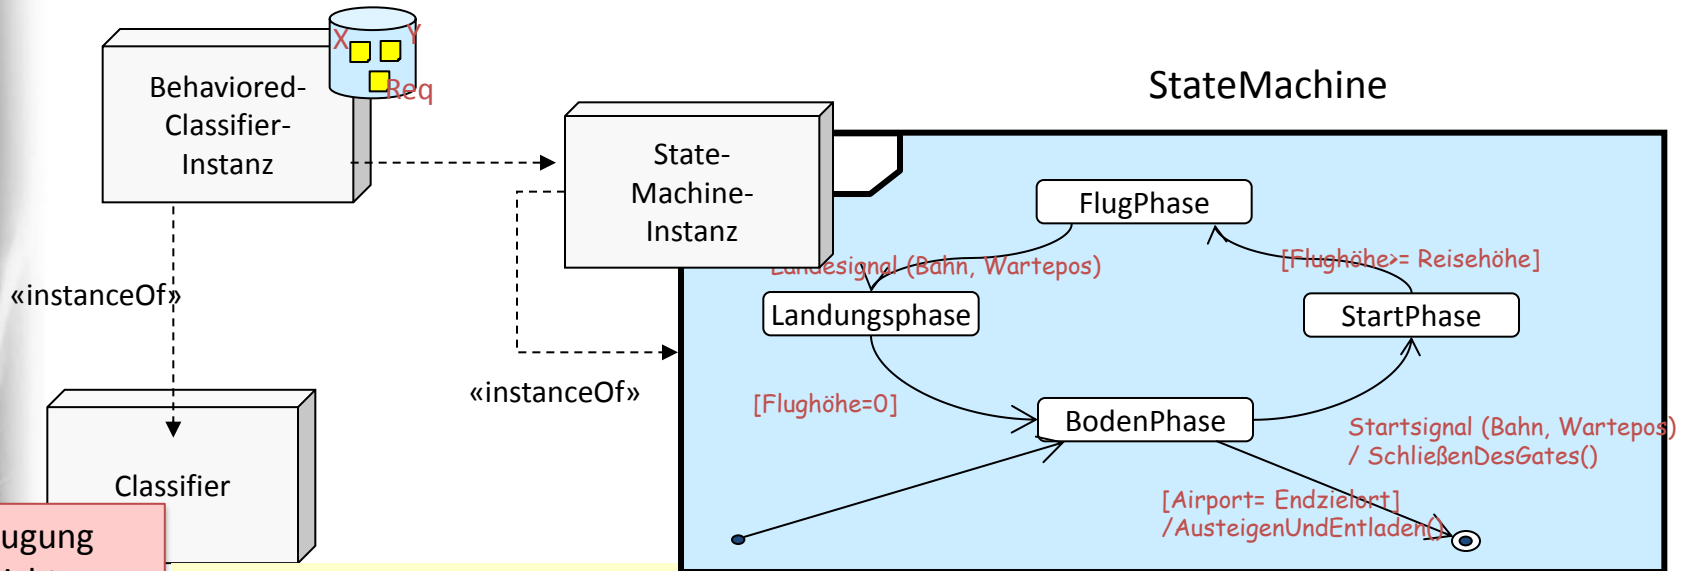 X
Y
Req
Behaviored-
Classifier-
Instanz
StateMachine
State-
Machine-
Instanz
FlugPhase
Landesignal (Bahn, Wartepos)
[Flughöhe>= Reisehöhe]
«instanceOf»
Landungsphase
StartPhase
«instanceOf»
[Flughöhe=0]
BodenPhase
Startsignal (Bahn, Wartepos)
/ SchließenDesGates()
Classifier
[Airport= Endzielort]
/AusteigenUndEntladen()
ugung